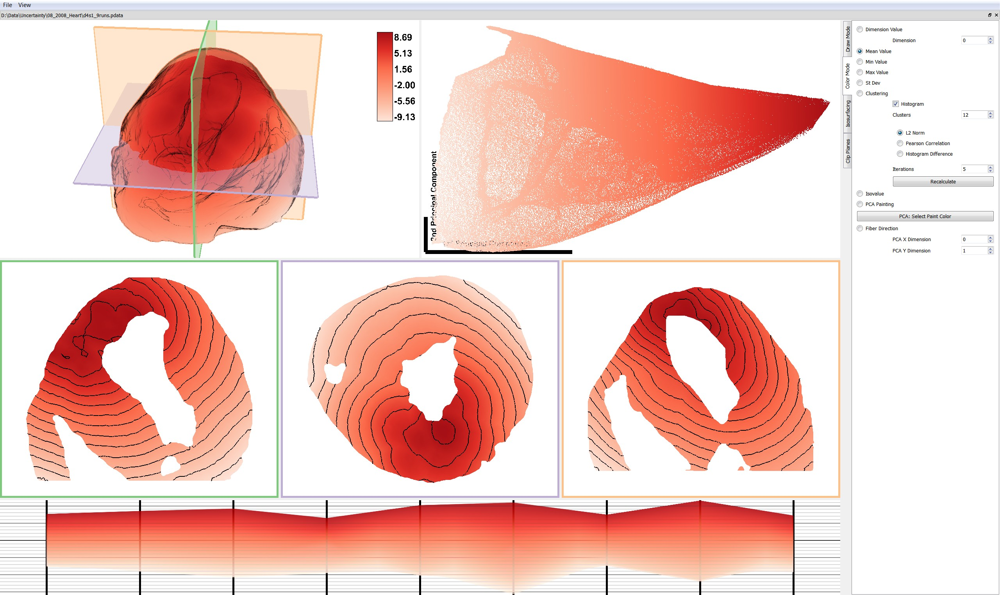 File View
D:\Data\Uncertainty\08_2008_Heart\d4s1_9runs.pdata
8.69
5.13
1.56
-2.00
-5.56
-9.13
2nd Principal Component
1st Principal Component
Draw Mode
Color Mode
Isosurfacing
Clip Planes
Dimension Value
Dimension 0
Mean Value
Min Value
Max Value
St Dev
Clustering
Histogram
Clusters 12
L2 Norm
Pearson Correlation
Histogram Difference
Iterations 5
Recalculate
Isovalue
PCA Painting
PCA: Select Paint Color
Fiber Direction
PCA X Dimension 0
PCA Y Dimension 1